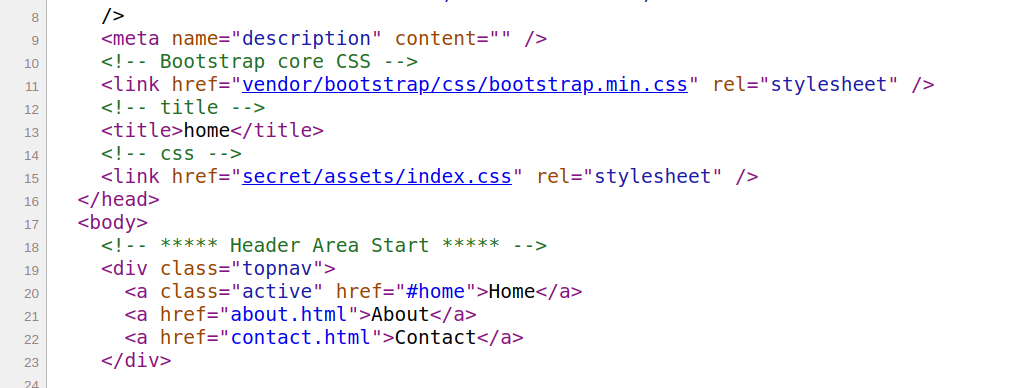 8 />
9 <meta name="description" content="" />
10 <!-- Bootstrap core CSS -->
11 <link href="vendor/bootstrap/css/bootstrap.min.css" rel="stylesheet" />
12 <!-- title -->
13 <title>home</title>
14 <!-- css -->
15 <link href="secret/assets/index.css" rel="stylesheet" />
16 </head>
17 <body>
18 <!-- ***** Header Area Start ***** -->
19 <div class="topnav">
20 <a class="active" href="#home">Home</a>
21 <a href="about.html">About</a>
22 <a href="contact.html">Contact</a>
23 </div>
24